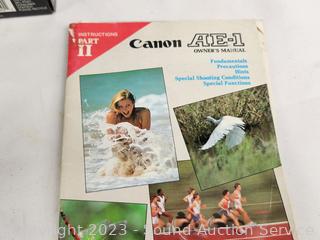 INSTRUCTIONS
PART
II
Canon AE-1
OWNER'S MANUAL
Fundamentals
Precautions
Hints
Special Shooting Conditions
Special Functions
Copyright 2023 - Sound Auction Service